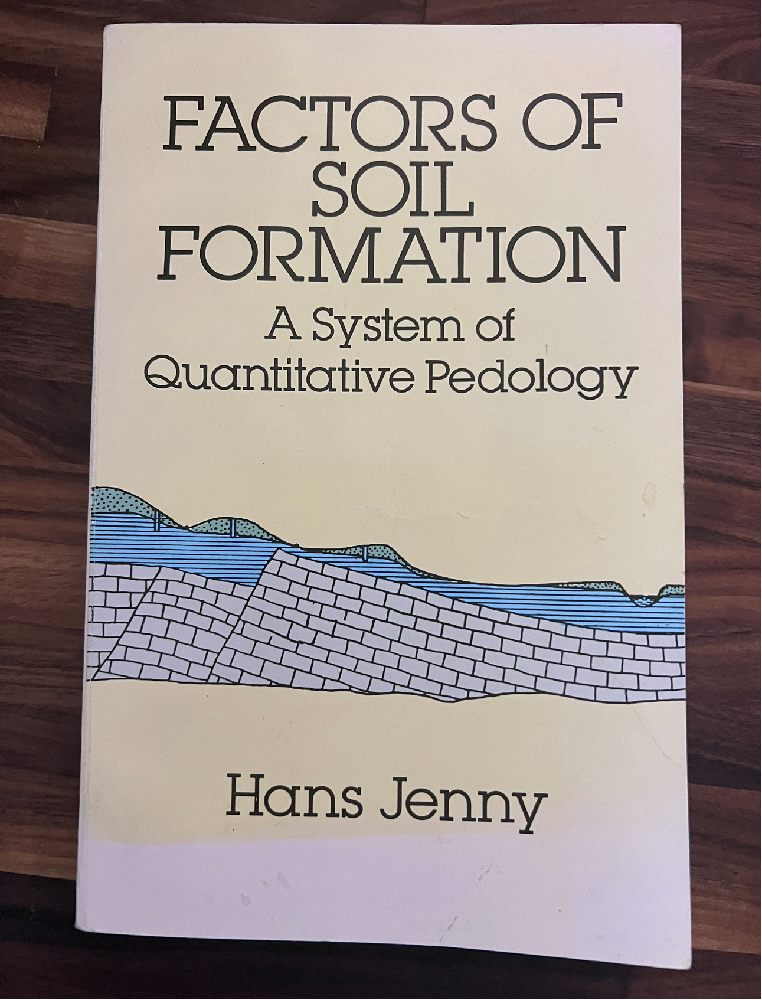 FACTORS OF
SOIL
FORMATION
A System of
Quantitative Pedology
Hans Jenny